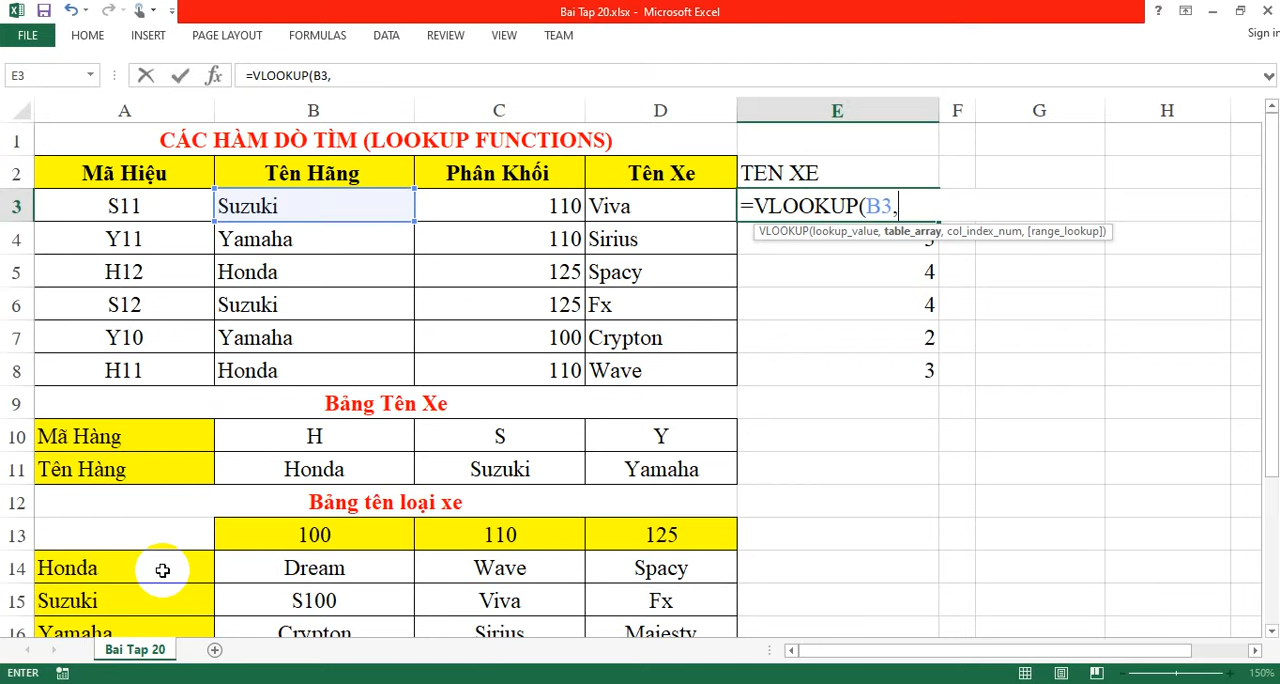 Bai Tap 20.xlsx - Microsoft Excel
FILE HOME INSERT PAGE LAYOUT FORMULAS DATA REVIEW VIEW TEAM Sign in
E3 fx =VLOOKUP(B3,
A B C D E F G H
1 CÁC HÀM DÒ TÌM (LOOKUP FUNCTIONS)
2 Mã Hiệu Tên Hãng Phân Khối Tên Xe TEN XE
3 S11 Suzuki 110 Viva =VLOOKUP(B3,
VLOOKUP(lookup_value, table_array, col_index_num, [range_lookup])
4 Y11 Yamaha 110 Sirius 3
5 H12 Honda 125 Spacy 4
6 S12 Suzuki 125 Fx 4
7 Y10 Yamaha 100 Crypton 2
8 H11 Honda 110 Wave 3
9 Bảng Tên Xe
10 Mã Hàng H S Y
11 Tên Hàng Honda Suzuki Yamaha
12 Bảng tên loại xe
13 100 110 125
14 Honda Dream Wave Spacy
15 Suzuki S100 Viva Fx
16 Yamaha Crypton Sirius Majesty
Bai Tap 20
ENTER 150%